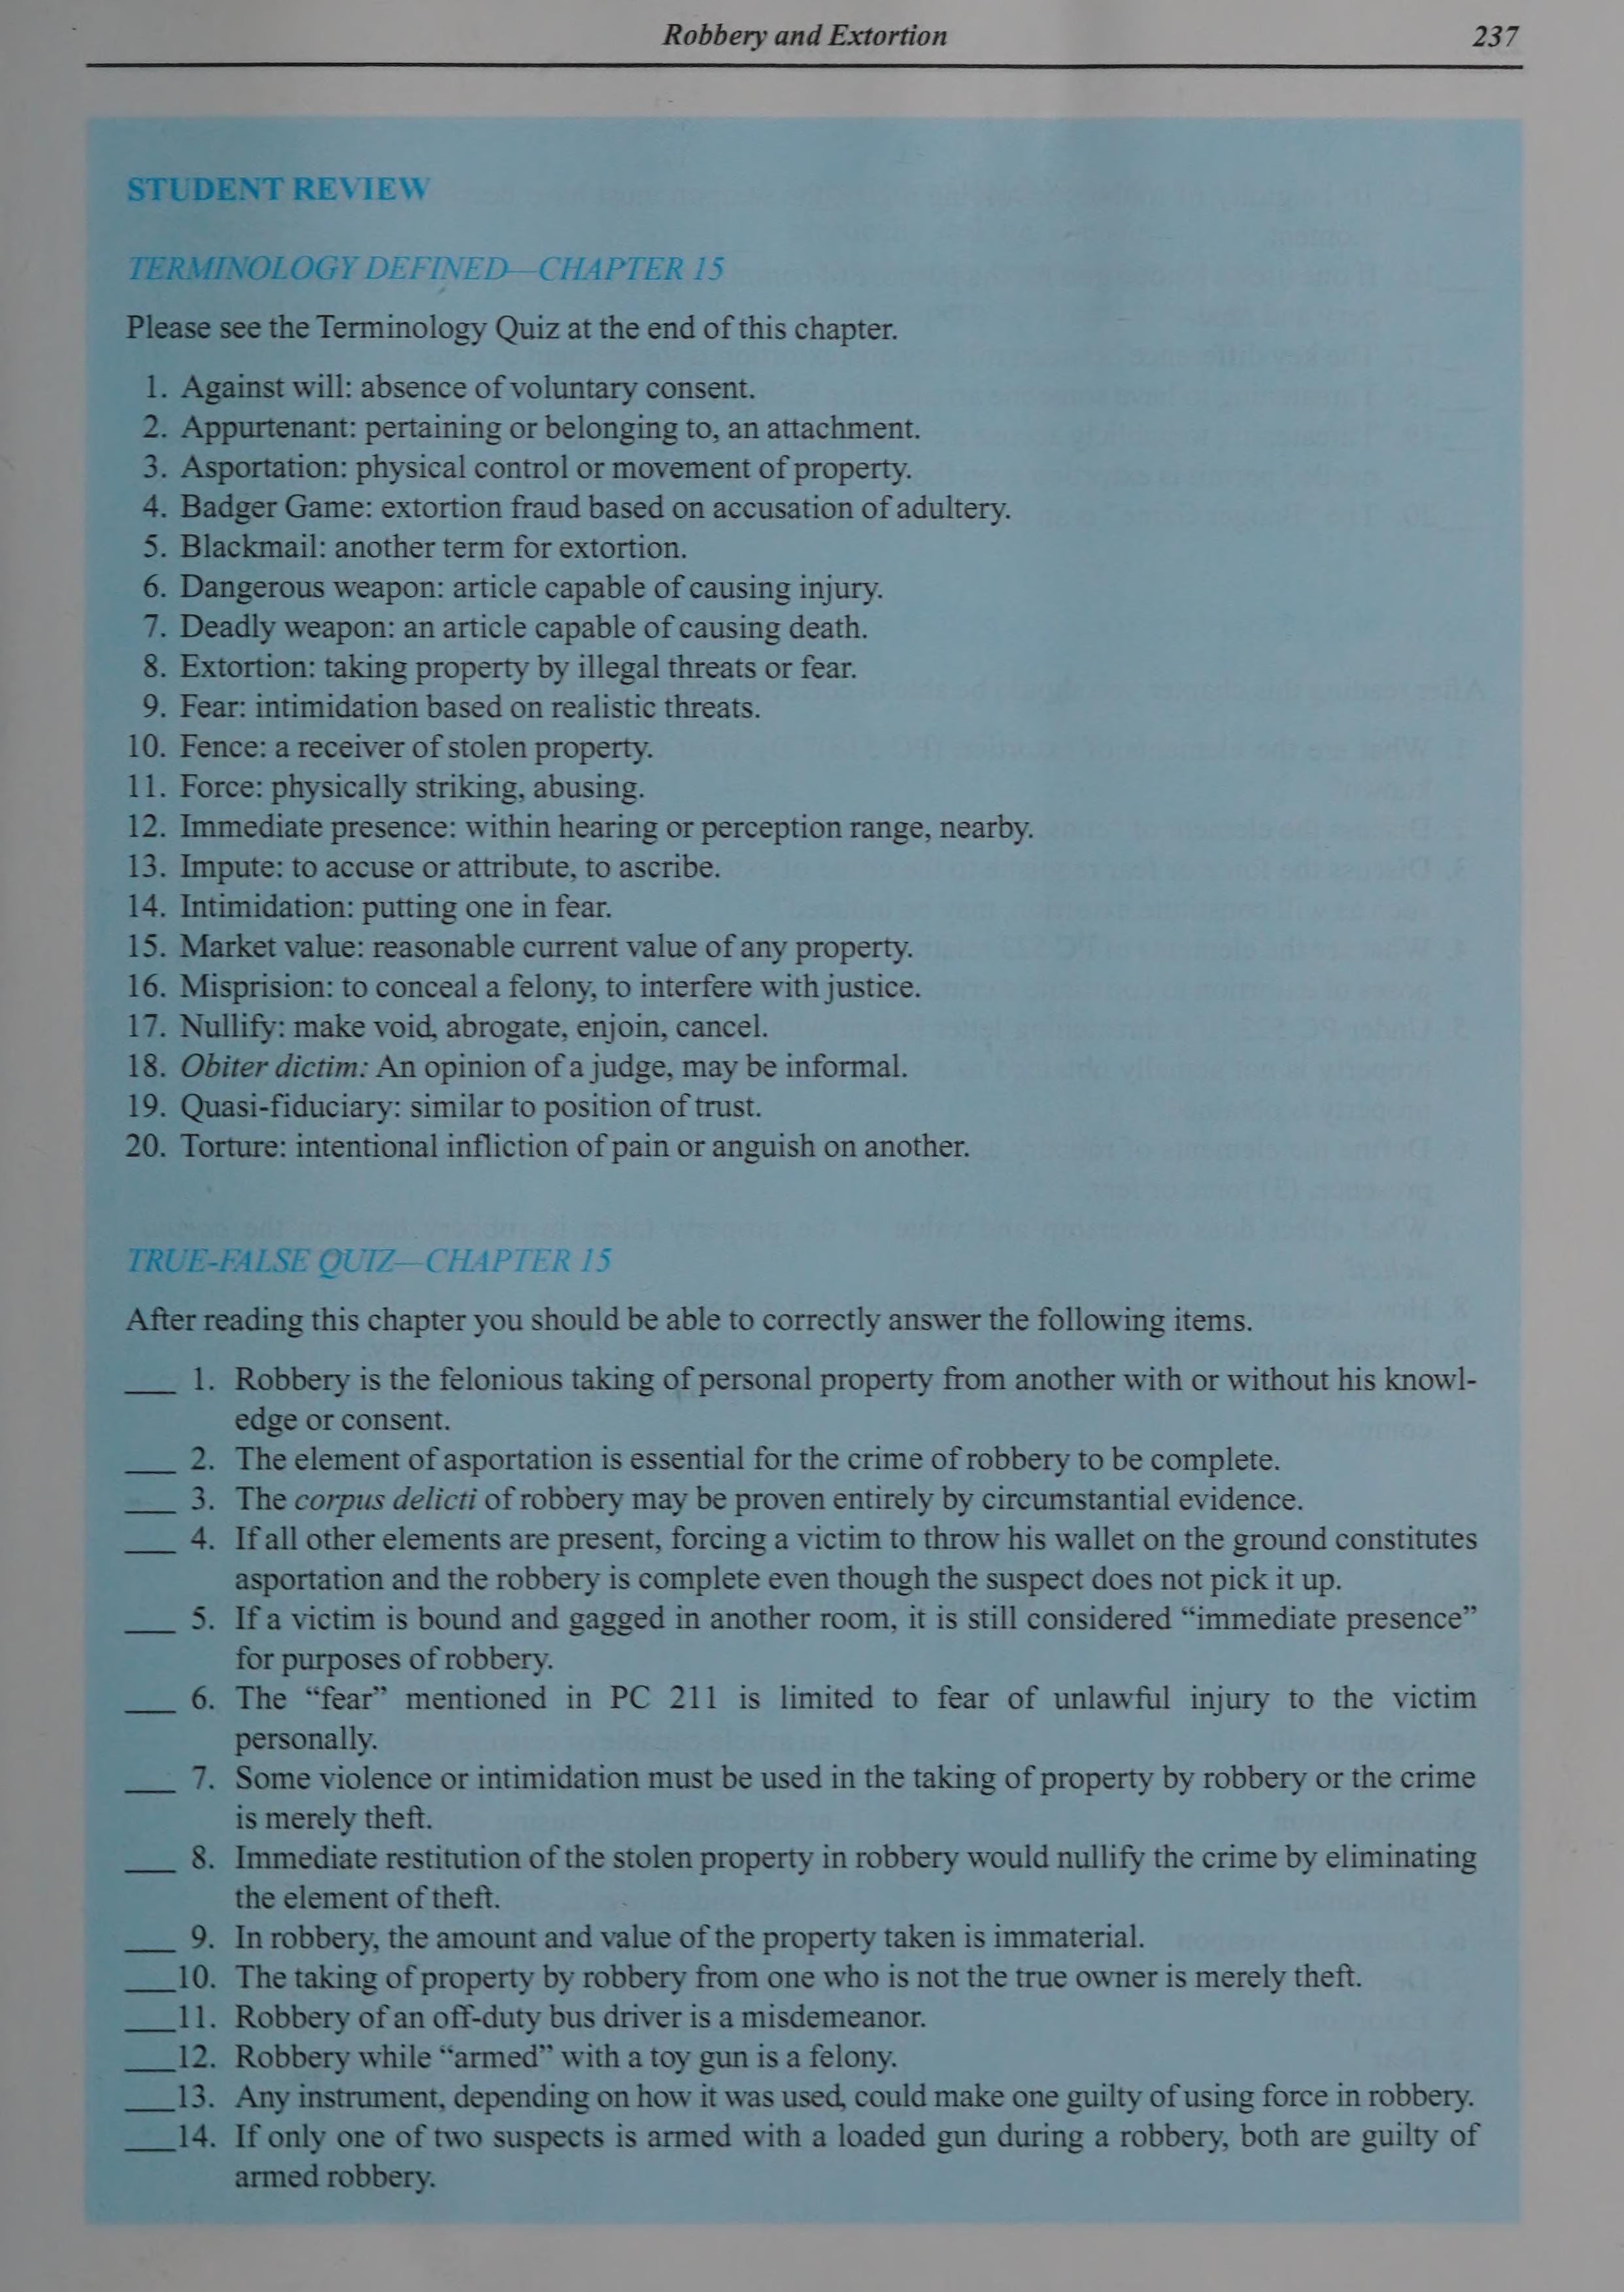 Robbery and Extortion 237
STUDENT REVIEW
TERMINOLOGY DEFINED—CHAPTER 15
Please see the Terminology Quiz at the end of this chapter.
1. Against will: absence of voluntary consent.
2. Appurtenant: pertaining or belonging to, an attachment.
3. Asportation: physical control or movement of property.
4. Badger Game: extortion fraud based on accusation of adultery.
5. Blackmail: another term for extortion.
6. Dangerous weapon: article capable of causing injury.
7. Deadly weapon: an article capable of causing death.
8. Extortion: taking property by illegal threats or fear.
9. Fear: intimidation based on realistic threats.
10. Fence: a receiver of stolen property.
11. Force: physically striking, abusing.
12. Immediate presence: within hearing or perception range, nearby.
13. Impute: to accuse or attribute, to ascribe.
14. Intimidation: putting one in fear.
15. Market value: reasonable current value of any property.
16. Misprision: to conceal a felony, to interfere with justice.
17. Nullify: make void, abrogate, enjoin, cancel.
18. Obiter dictim: An opinion of a judge, may be informal.
19. Quasi-fiduciary: similar to position of trust.
20. Torture: intentional infliction of pain or anguish on another.
TRUE-FALSE QUIZ—CHAPTER 15
After reading this chapter you should be able to correctly answer the following items.
___ 1. Robbery is the felonious taking of personal property from another with or without his knowl-
edge or consent.
___ 2. The element of asportation is essential for the crime of robbery to be complete.
___ 3. The corpus delicti of robbery may be proven entirely by circumstantial evidence.
___ 4. If all other elements are present, forcing a victim to throw his wallet on the ground constitutes
asportation and the robbery is complete even though the suspect does not pick it up.
___ 5. If a victim is bound and gagged in another room, it is still considered “immediate presence”
for purposes of robbery.
___ 6. The “fear” mentioned in PC 211 is limited to fear of unlawful injury to the victim
personally.
___ 7. Some violence or intimidation must be used in the taking of property by robbery or the crime
is merely theft.
___ 8. Immediate restitution of the stolen property in robbery would nullify the crime by eliminating
the element of theft.
___ 9. In robbery, the amount and value of the property taken is immaterial.
___10. The taking of property by robbery from one who is not the true owner is merely theft.
___11. Robbery of an off-duty bus driver is a misdemeanor.
___12. Robbery while “armed” with a toy gun is a felony.
___13. Any instrument, depending on how it was used, could make one guilty of using force in robbery.
___14. If only one of two suspects is armed with a loaded gun during a robbery, both are guilty of
armed robbery.